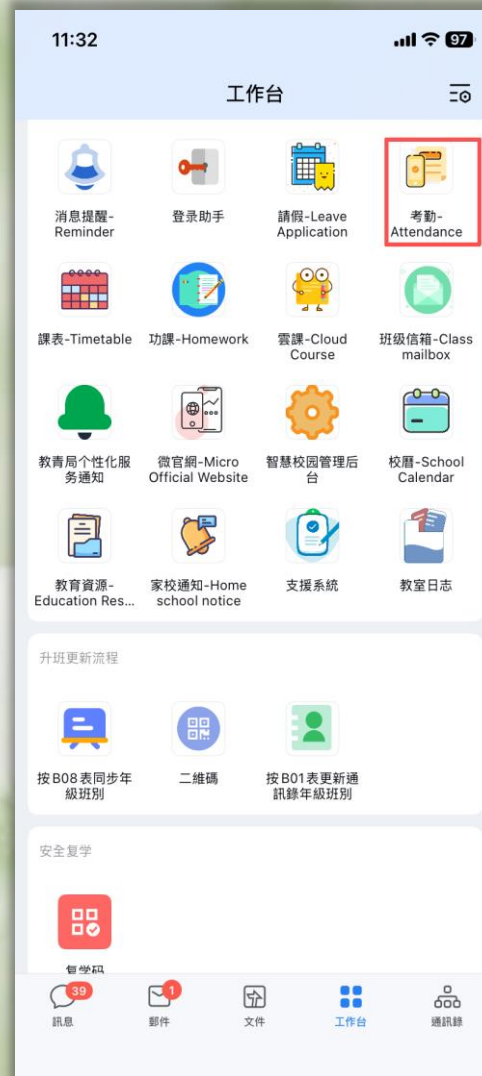 11:32
97
工作台
消息提醒-
Reminder
登录助手
請假-Leave
Application
考勤-
Attendance
課表-Timetable
功課-Homework
雲課-Cloud
Course
班级信箱-Class
mailbox
教青局个性化服
务通知
微官網-Micro
Official Website
智慧校园管理后
台
校曆-School
Calendar
教育資源-
Education Res...
家校通知-Home
school notice
支援系統
教室日志
升班更新流程
按B08表同步年
級班別
二維碼
按B01表更新通
訊錄年級班別
安全复学
复学码
39
訊息
1
郵件
文件
工作台
通訊錄